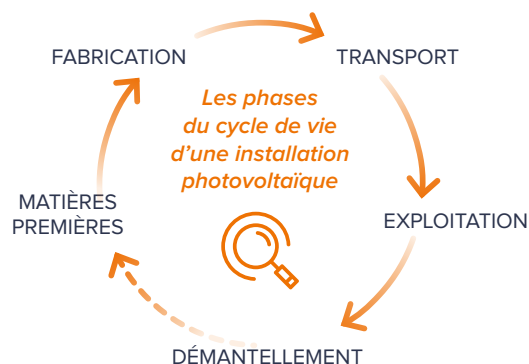 FABRICATION
TRANSPORT
Les phases
du cycle de vie
d'une installation
photovoltaïque
MATIÈRES
PREMIÈRES
EXPLOITATION
DÉMANTELLEMENT